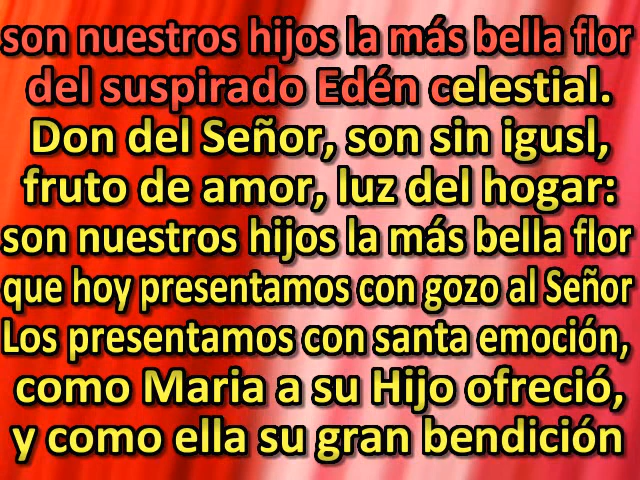 son nuestros hijos la más bella flor
del suspirado Edén celestial.
Don del Señor, son sin igusl,
fruto de amor, luz del hogar:
son nuestros hijos la más bella flor
que hoy presentamos con gozo al Señor
Los presentamos con santa emoción,
como Maria a su Hijo ofreció,
y como ella su gran bendición